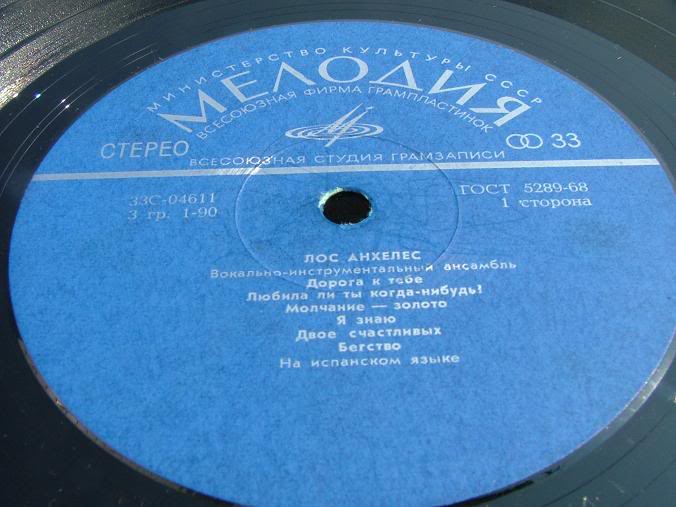 МИНИСТЕРСТВО КУЛЬТУРЫ СССР
МЕЛОДИЯ
ВСЕСОЮЗНАЯ ФИРМА ГРАМПЛАСТИНОК
СТЕРЕО
33
ВСЕСОЮЗНАЯ СТУДИЯ ГРАМЗАПИСИ
33С-04611
ГОСТ 5289-68
3 гр. 1-90
1 сторона
ЛОС АНХЕЛЕС
Вокально-инструментальный ансамбль
Дорога к тебе
Любила ли ты когда-нибудь?
Молчание — золото
Я знаю
Двое счастливых
Бегство
На испанском языке